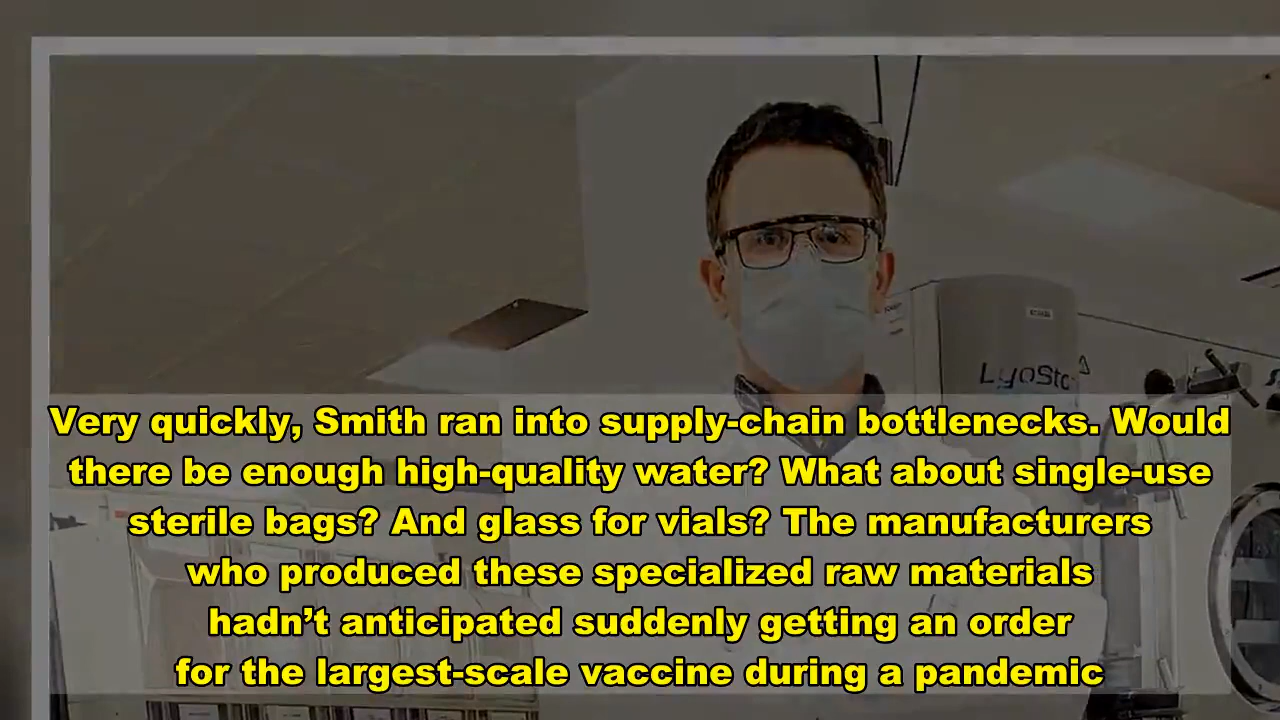 LyoSta
Very quickly, Smith ran into supply-chain bottlenecks. Would
there be enough high-quality water? What about single-use
sterile bags? And glass for vials? The manufacturers
who produced these specialized raw materials
hadn’t anticipated suddenly getting an order
for the largest-scale vaccine during a pandemic